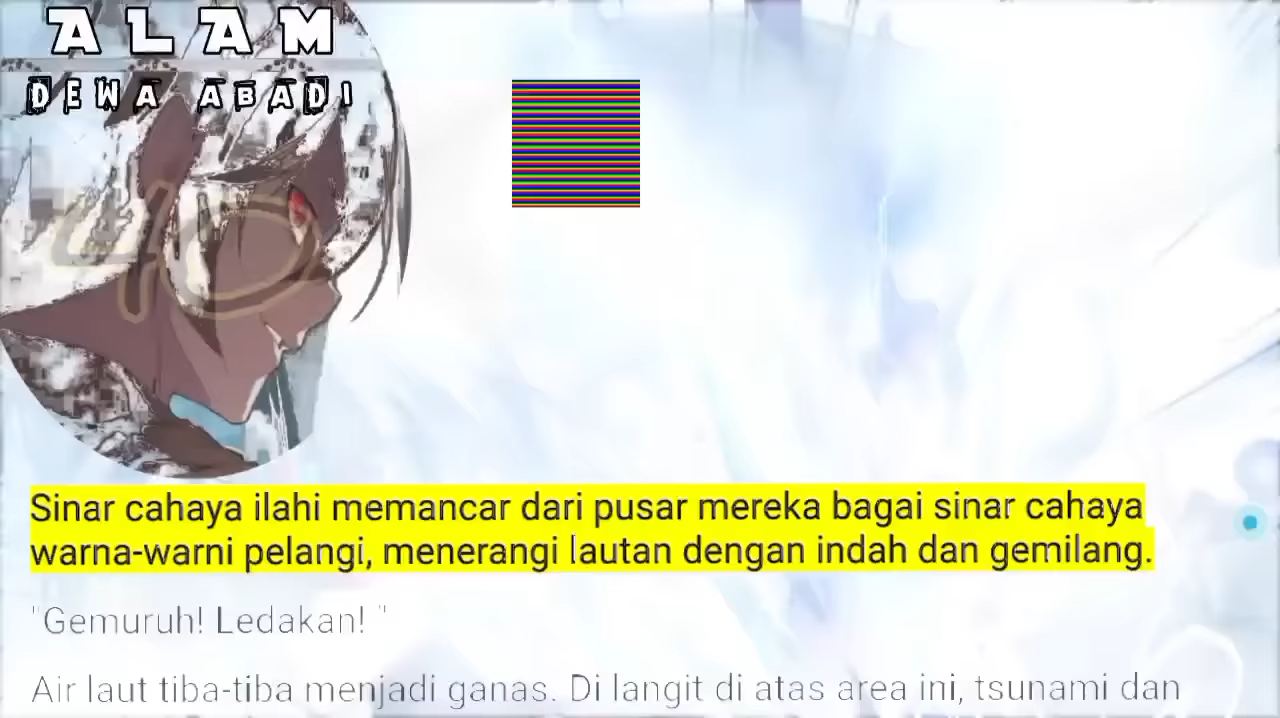 ALAM
DEWA ABADI
Sinar cahaya ilahi memancar dari pusar mereka bagai sinar cahaya
warna-warni pelangi, menerangi lautan dengan indah dan gemilang.
"Gemuruh! Ledakan! "
Air laut tiba-tiba menjadi ganas. Di langit di atas area ini, tsunami dan